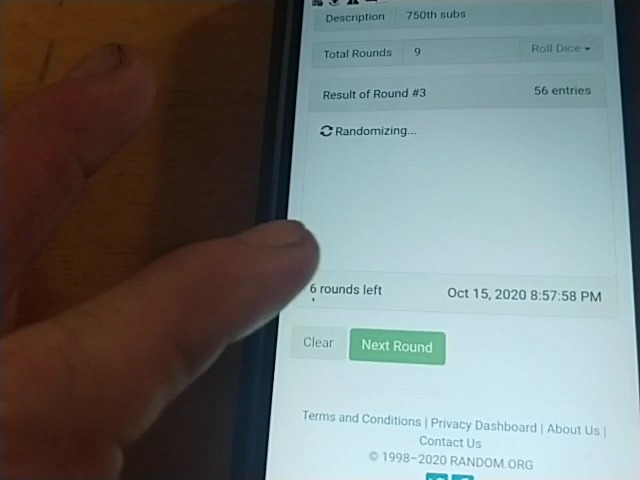 Description 750th subs
Total Rounds 9 Roll Dice
Result of Round #3 56 entries
Randomizing...
6 rounds left Oct 15, 2020 8:57:58 PM
Clear Next Round
Terms and Conditions | Privacy Dashboard | About Us |
Contact Us
© 1998–2020 RANDOM.ORG